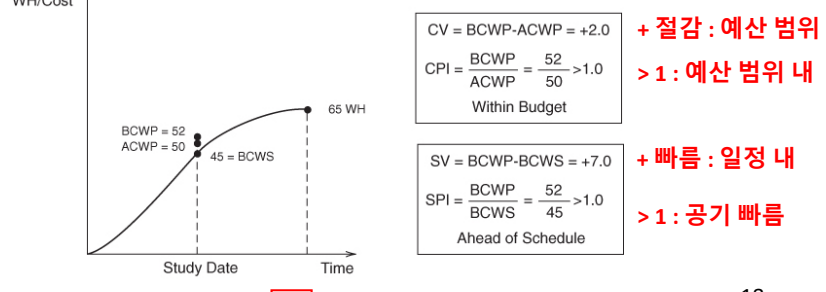 WH/Cost
BCWP = 52
ACWP = 50
45 = BCWS
65 WH
Study Date
Time
CV = BCWP-ACWP = +2.0
CPI = BCWP/ACWP = 52/50 >1.0
Within Budget
+ 절감 : 예산 범위
> 1 : 예산 범위 내
SV = BCWP-BCWS = +7.0
SPI = BCWP/BCWS = 52/45 >1.0
Ahead of Schedule
+ 빠름 : 일정 내
> 1 : 공기 빠름